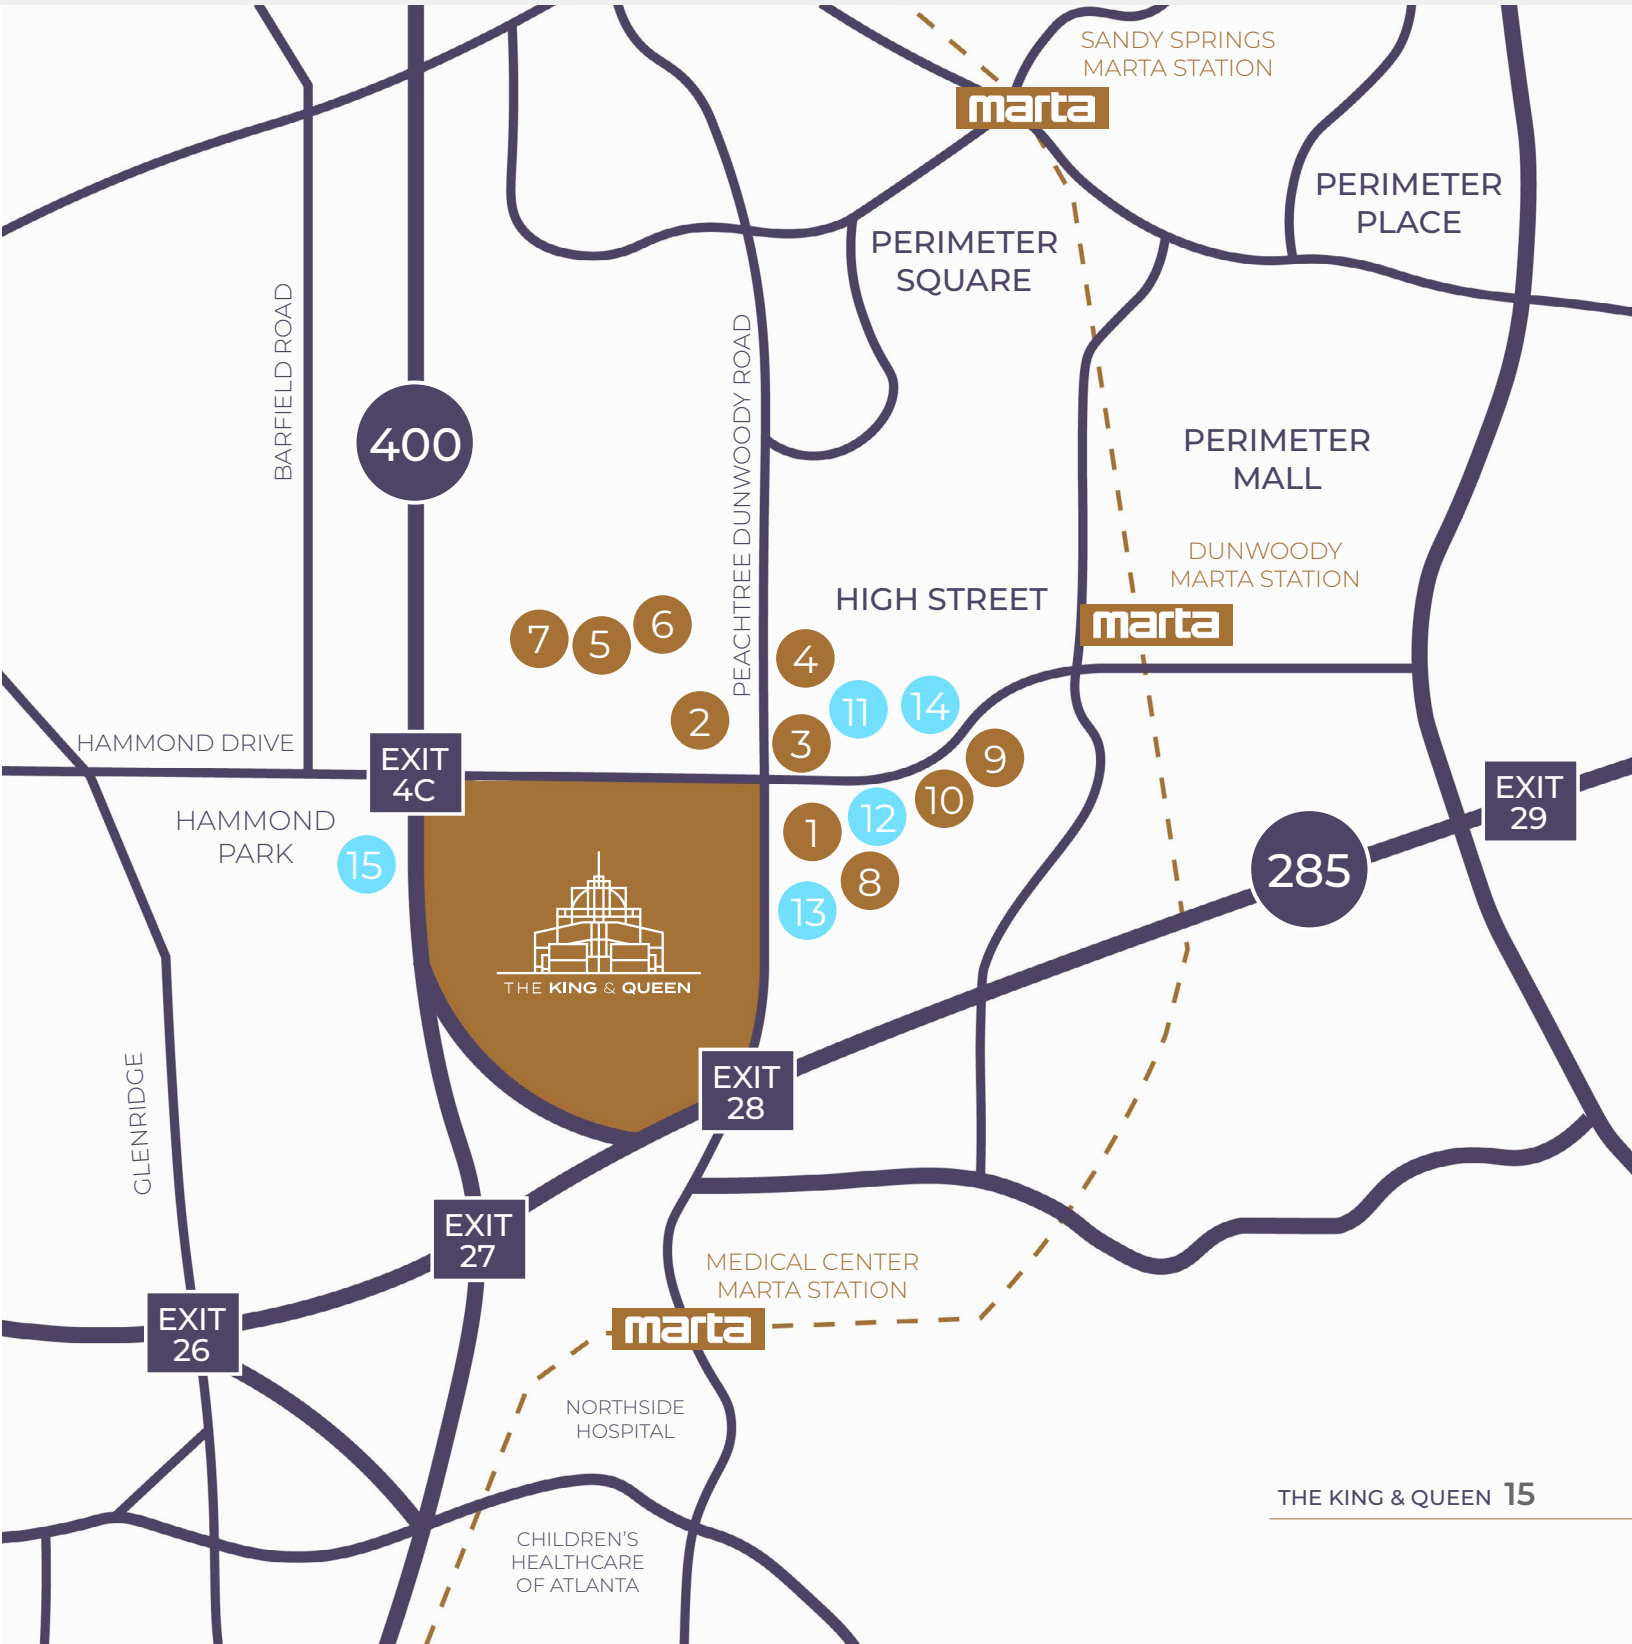 SANDY SPRINGS
MARTA STATION
marta
PERIMETER
PLACE
PERIMETER
SQUARE
BARFIELD ROAD
PEACHTREE DUNWOODY ROAD
400
PERIMETER
MALL
DUNWOODY
MARTA STATION
HIGH STREET
marta
7
5
6
4
2
11
14
3
9
HAMMOND DRIVE
EXIT
4C
10
1
12
8
13
HAMMOND
PARK
15
EXIT
29
285
THE KING & QUEEN
EXIT
28
GLENRIDGE
EXIT
27
MEDICAL CENTER
MARTA STATION
marta
EXIT
26
NORTHSIDE
HOSPITAL
THE KING & QUEEN 15
CHILDREN'S
HEALTHCARE
OF ATLANTA